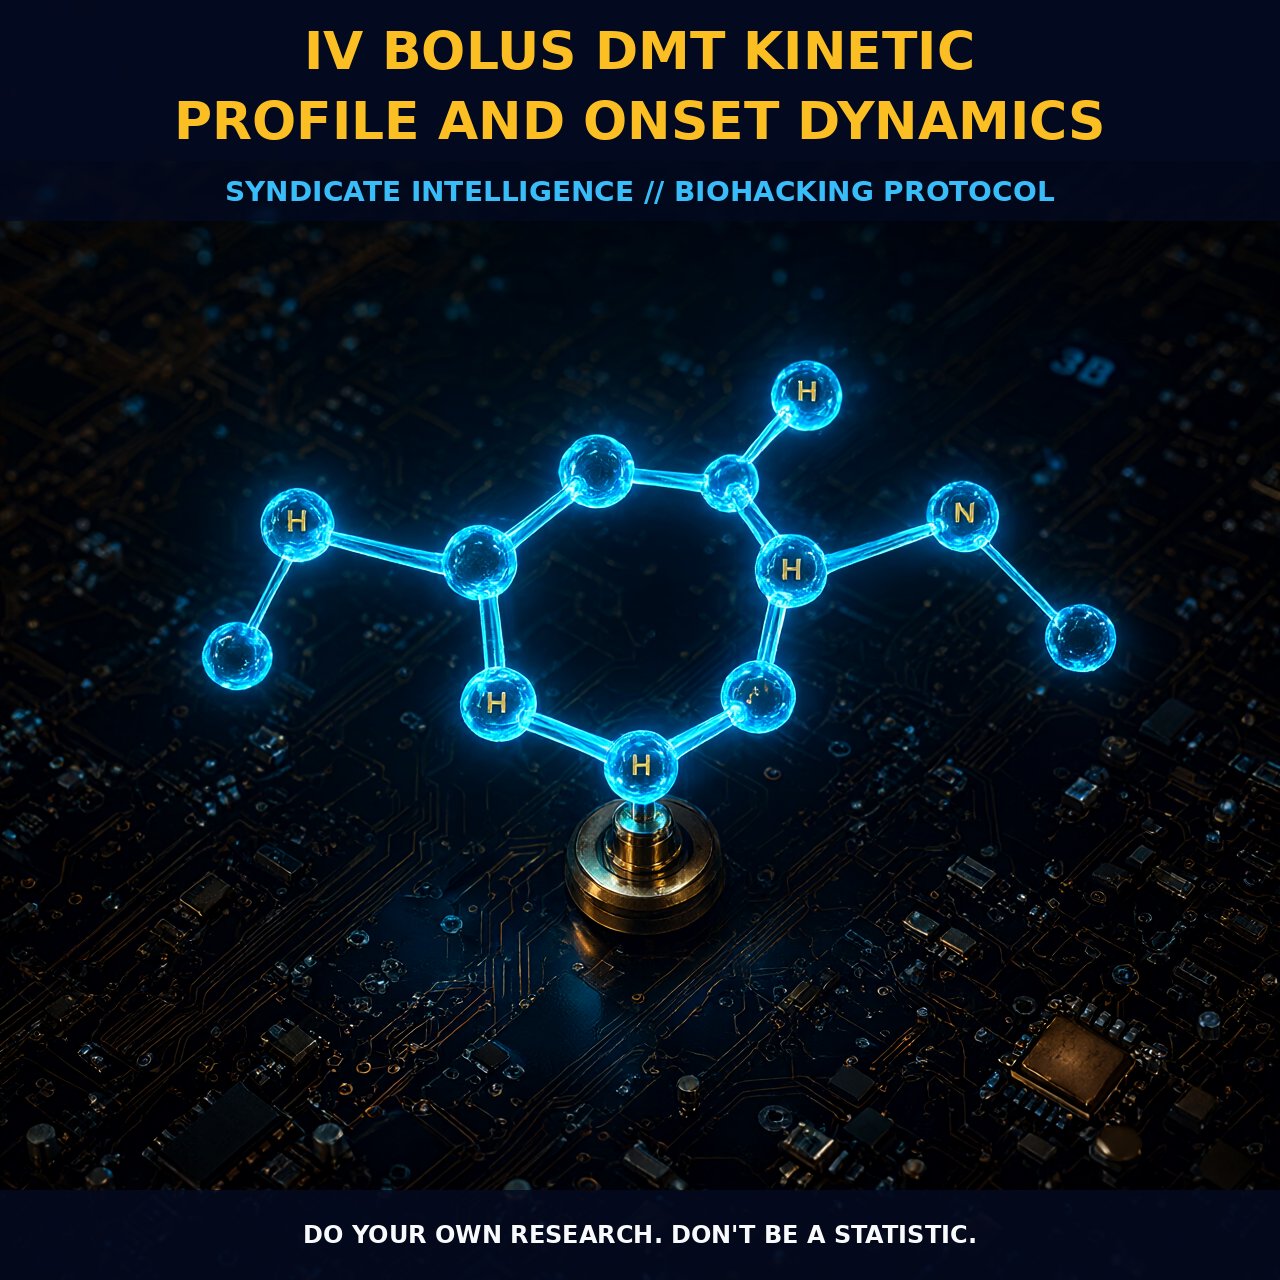 IV BOLUS DMT KINETIC
PROFILE AND ONSET DYNAMICS
SYNDICATE INTELLIGENCE // BIOHACKING PROTOCOL
H
3B
H
N
H
H
H
DO YOUR OWN RESEARCH. DON'T BE A STATISTIC.